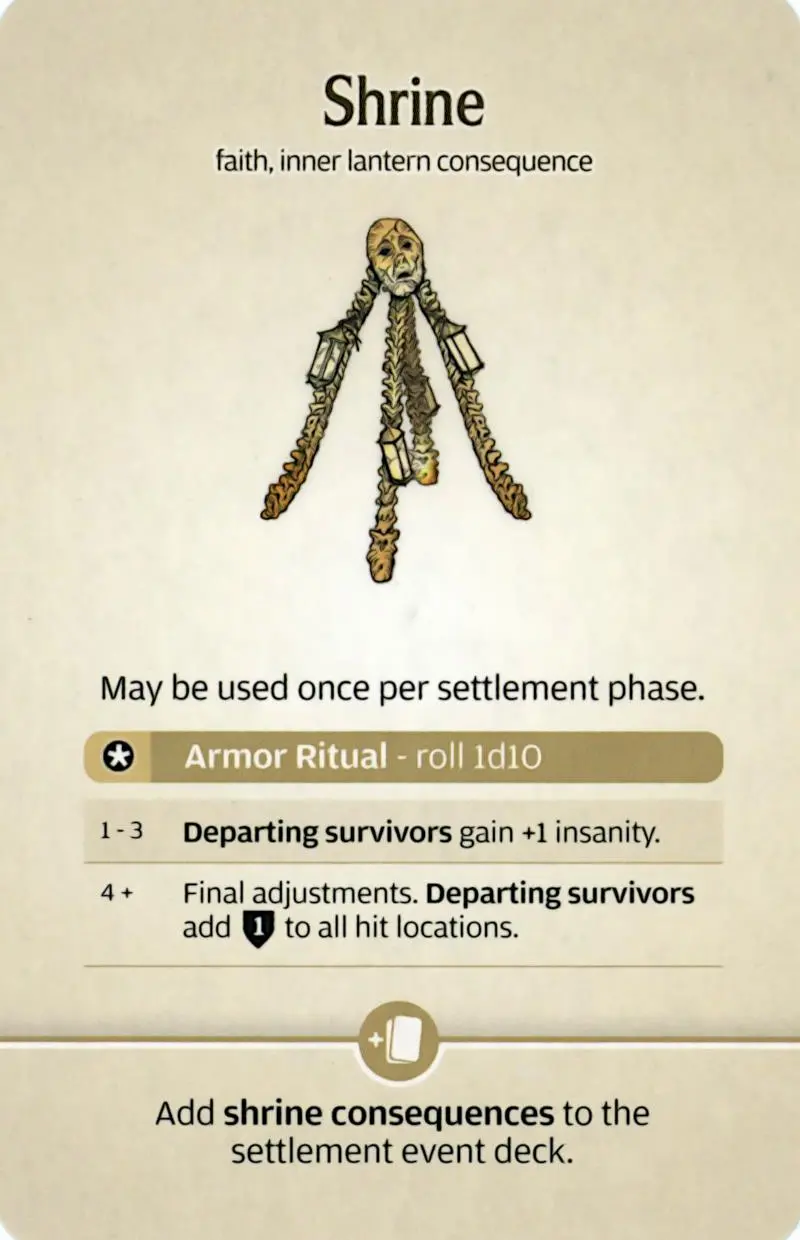 Shrine
faith, inner lantern consequence
May be used once per settlement phase.
Armor Ritual - roll 1d10
1 - 3 Departing survivors gain +1 insanity.
4 + Final adjustments. Departing survivors
add 1 to all hit locations.
Add shrine consequences to the
settlement event deck.